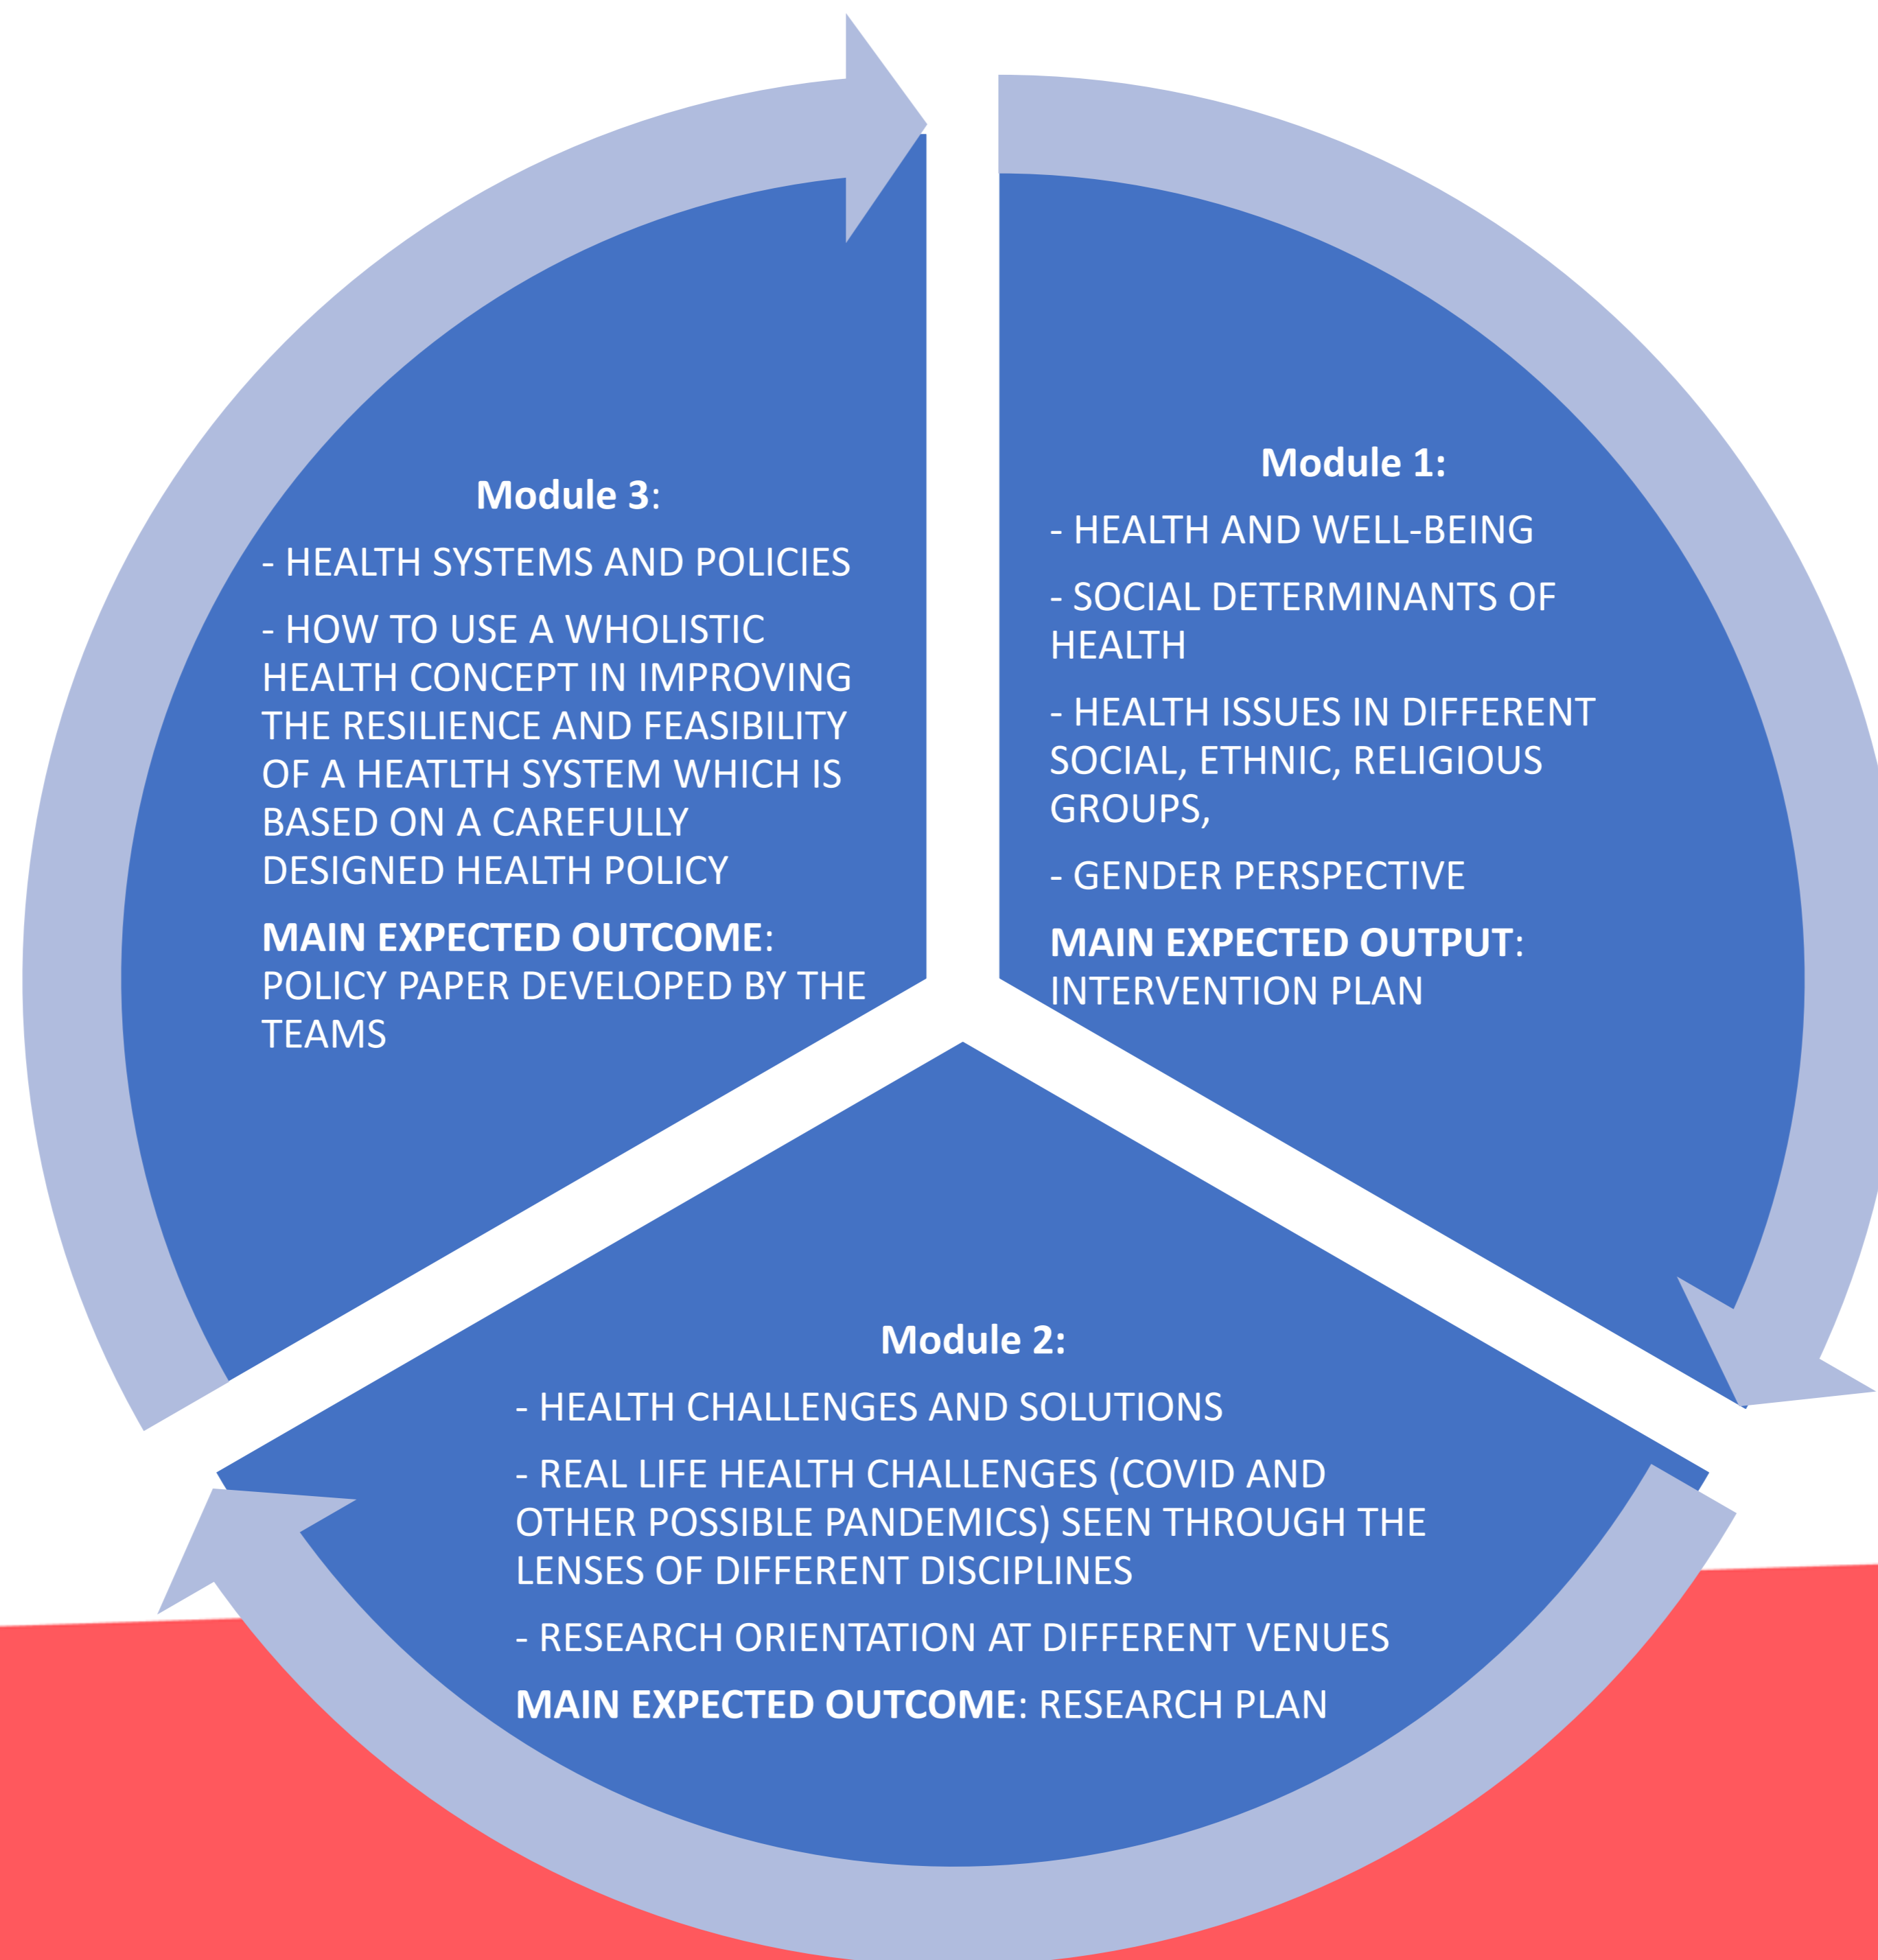 Module 1:
- HEALTH AND WELL-BEING
- SOCIAL DETERMINANTS OF
HEALTH
- HEALTH ISSUES IN DIFFERENT
SOCIAL, ETHNIC, RELIGIOUS
GROUPS,
- GENDER PERSPECTIVE
MAIN EXPECTED OUTPUT:
INTERVENTION PLAN
Module 2:
- HEALTH CHALLENGES AND SOLUTIONS
- REAL LIFE HEALTH CHALLENGES (COVID AND
OTHER POSSIBLE PANDEMICS) SEEN THROUGH THE
LENSES OF DIFFERENT DISCIPLINES
- RESEARCH ORIENTATION AT DIFFERENT VENUES
MAIN EXPECTED OUTCOME: RESEARCH PLAN
Module 3:
- HEALTH SYSTEMS AND POLICIES
- HOW TO USE A WHOLISTIC
HEALTH CONCEPT IN IMPROVING
THE RESILIENCE AND FEASIBILITY
OF A HEATLTH SYSTEM WHICH IS
BASED ON A CAREFULLY
DESIGNED HEALTH POLICY
MAIN EXPECTED OUTCOME:
POLICY PAPER DEVELOPED BY THE
TEAMS